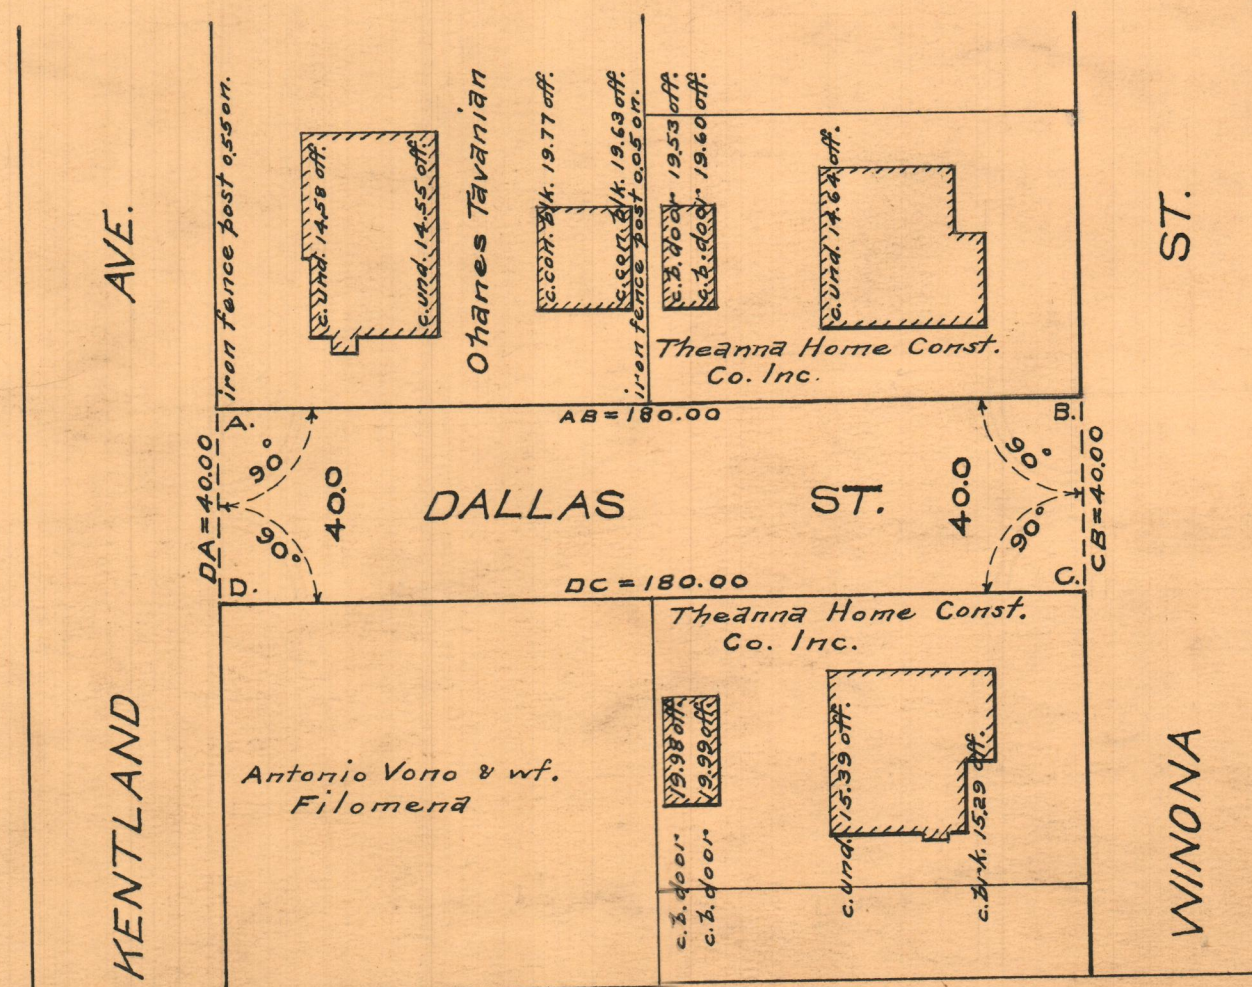 iron fence post 0.55 on.
c. und. 14.58 off.
c. und. 14.55 off.
Ohanes Tavanian
c. con. blk. 19.77 off.
c. con. blk. 19.63 off.
iron fence post 0.05 on.
c. b. door 19.53 off.
c. b. door 19.60 off.
c. und. 14.64 off.
Theanna Home Const.
Co. Inc.
KENTLAND AVE.
WINONA ST.
A.
AB = 180.00
B.
90°
90°
DA = 40.00
40.0
DALLAS ST.
40.0
CB = 40.00
90°
90°
D.
DC = 180.00
C.
Theanna Home Const.
Co. Inc.
Antonio Vono & wf.
Filomena
c. b. door 19.98 off.
c. b. door 19.99 off.
c. und. 15.39 off.
c. brk. 15.29 off.